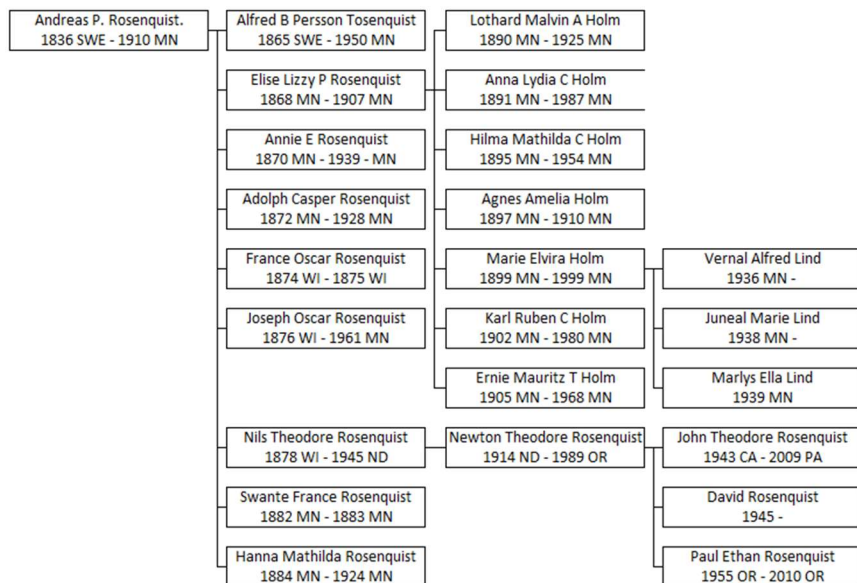 Andreas P. Rosenquist.
1836 SWE - 1910 MN
Alfred B Persson Tosenquist
1865 SWE - 1950 MN
Elise Lizzy P Rosenquist
1868 MN - 1907 MN
Lothard Malvin A Holm
1890 MN - 1925 MN
Anna Lydia C Holm
1891 MN - 1987 MN
Hilma Mathilda C Holm
1895 MN - 1954 MN
Agnes Amelia Holm
1897 MN - 1910 MN
Marie Elvira Holm
1899 MN - 1999 MN
Vernal Alfred Lind
1936 MN -
Juneal Marie Lind
1938 MN -
Marlys Ella Lind
1939 MN
Karl Ruben C Holm
1902 MN - 1980 MN
Ernie Mauritz T Holm
1905 MN - 1968 MN
Annie E Rosenquist
1870 MN - 1939 - MN
Adolph Casper Rosenquist
1872 MN - 1928 MN
France Oscar Rosenquist
1874 WI - 1875 WI
Joseph Oscar Rosenquist
1876 WI - 1961 MN
Nils Theodore Rosenquist
1878 WI - 1945 ND
Newton Theodore Rosenquist
1914 ND - 1989 OR
John Theodore Rosenquist
1943 CA - 2009 PA
David Rosenquist
1945 -
Paul Ethan Rosenquist
1955 OR - 2010 OR
Swante France Rosenquist
1882 MN - 1883 MN
Hanna Mathilda Rosenquist
1884 MN - 1924 MN